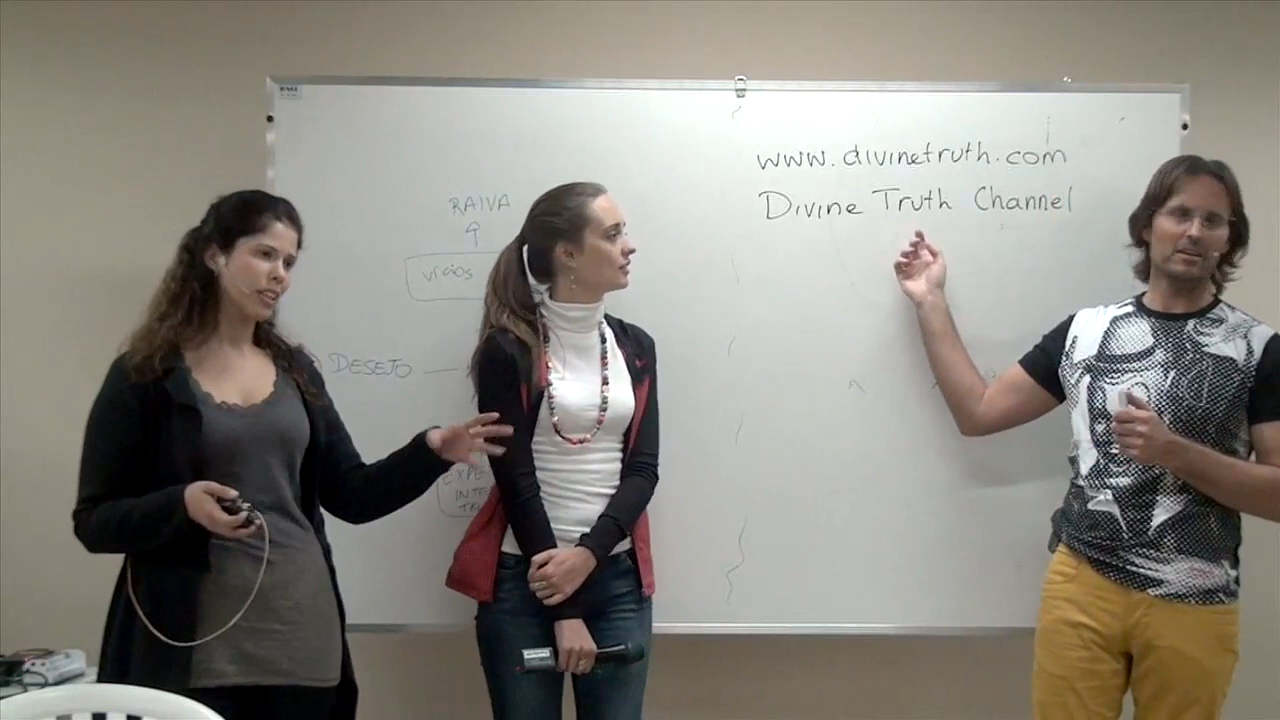 www.divinetruth.com
Divine Truth Channel
RAIVA
vícios
DESEJO